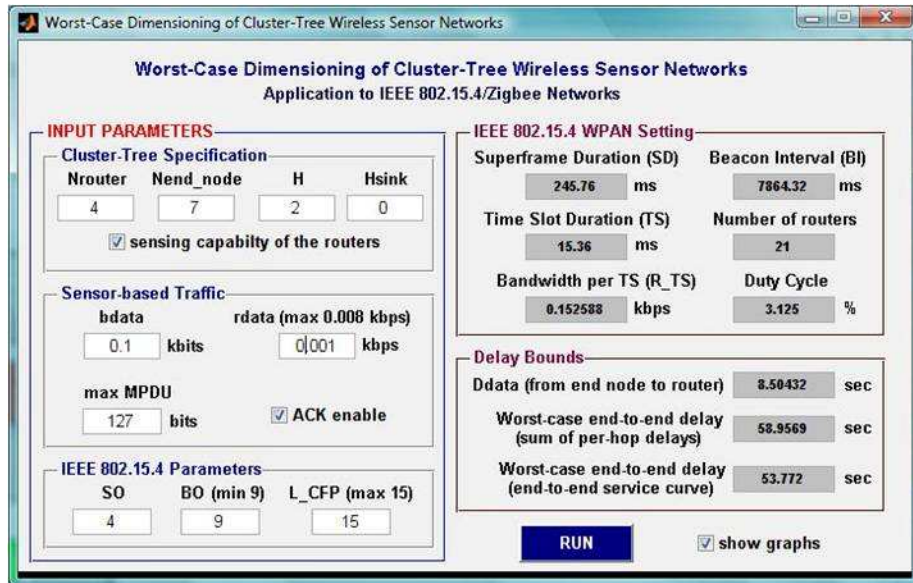 Worst-Case Dimensioning of Cluster-Tree Wireless Sensor Networks
Worst-Case Dimensioning of Cluster-Tree Wireless Sensor Networks
Application to IEEE 802.15.4/Zigbee Networks
INPUT PARAMETERS
Cluster-Tree Specification
Nrouter Nend_node H Hsink
4 7 2 0
sensing capabilty of the routers
Sensor-based Traffic
bdata rdata (max 0.008 kbps)
0.1 kbits 0.001 kbps
max MPDU
127 bits ACK enable
IEEE 802.15.4 Parameters
SO BO (min 9) L_CFP (max 15)
4 9 15
IEEE 802.15.4 WPAN Setting
Superframe Duration (SD) Beacon Interval (BI)
245.76 ms 7864.32 ms
Time Slot Duration (TS) Number of routers
15.36 ms 21
Bandwidth per TS (R_TS) Duty Cycle
0.152588 kbps 3.125 %
Delay Bounds
Ddata (from end node to router) 8.50432 sec
Worst-case end-to-end delay
(sum of per-hop delays) 58.9569 sec
Worst-case end-to-end delay
(end-to-end service curve) 53.772 sec
RUN show graphs